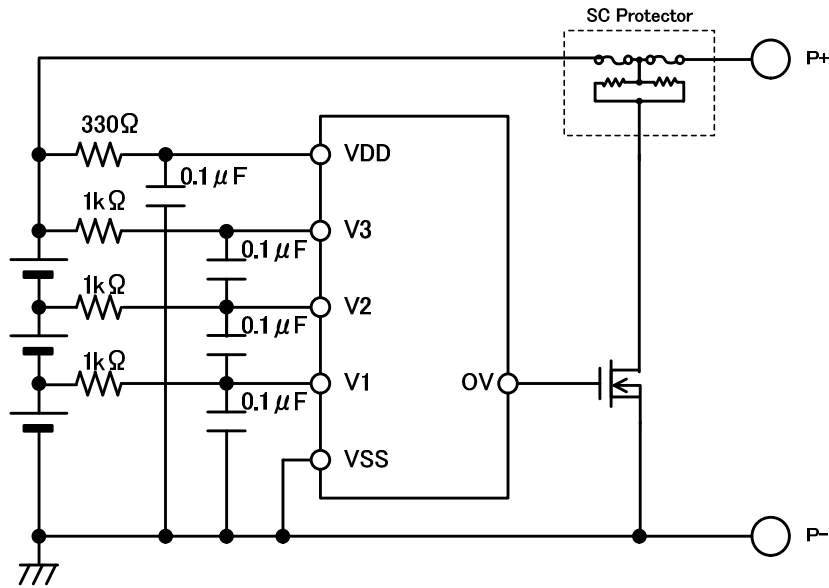 SC Protector
P+
330Ω
VDD
0.1μF
1kΩ
V3
0.1μF
1kΩ
V2
0.1μF
1kΩ
V1
OV
0.1μF
VSS
P-